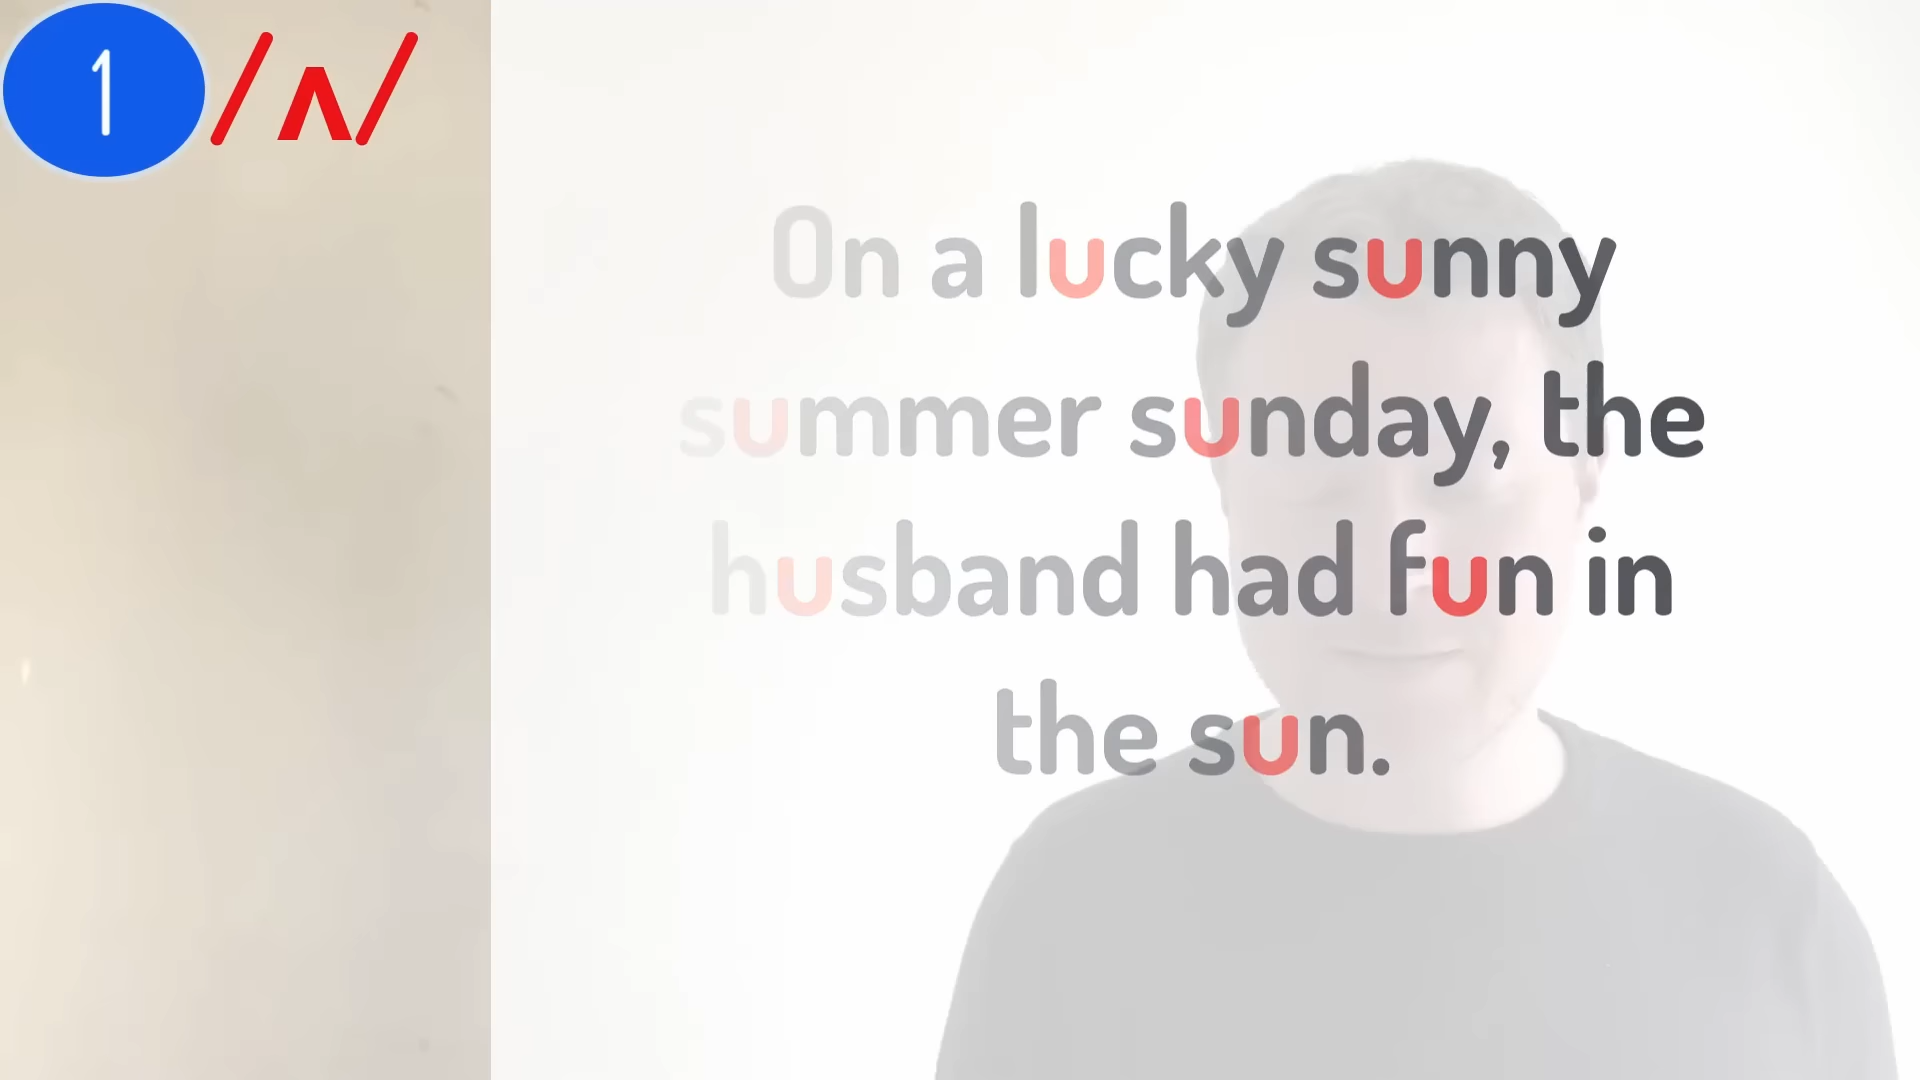 1 /ʌ/
On a lucky sunny
summer sunday, the
husband had fun in
the sun.